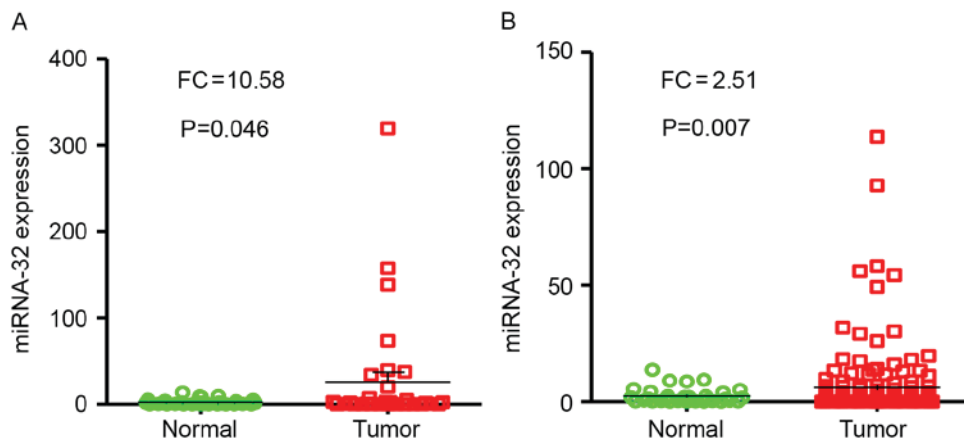 A
miRNA-32 expression
400
300
200
100
0
FC=10.58
P=0.046
Normal
Tumor
B
miRNA-32 expression
150
100
50
0
FC=2.51
P=0.007
Normal
Tumor